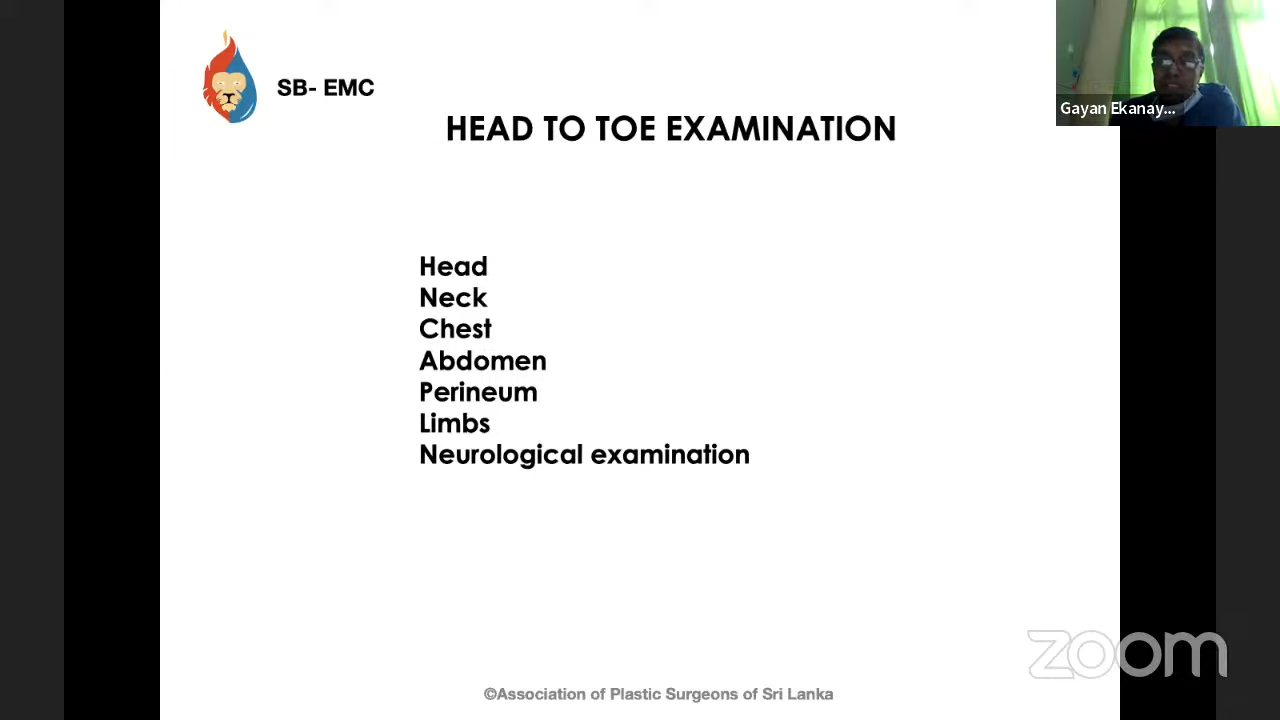 SB- EMC
Gayan Ekanay...
HEAD TO TOE EXAMINATION
Head
Neck
Chest
Abdomen
Perineum
Limbs
Neurological examination
zoom
©Association of Plastic Surgeons of Sri Lanka